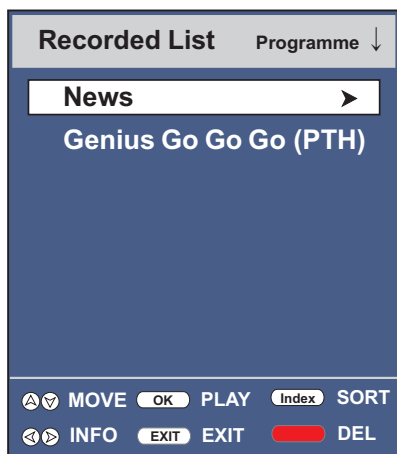 Recorded List Programme ↓
News ➤
Genius Go Go Go (PTH)
MOVE OK PLAY Index SORT
INFO EXIT EXIT DEL